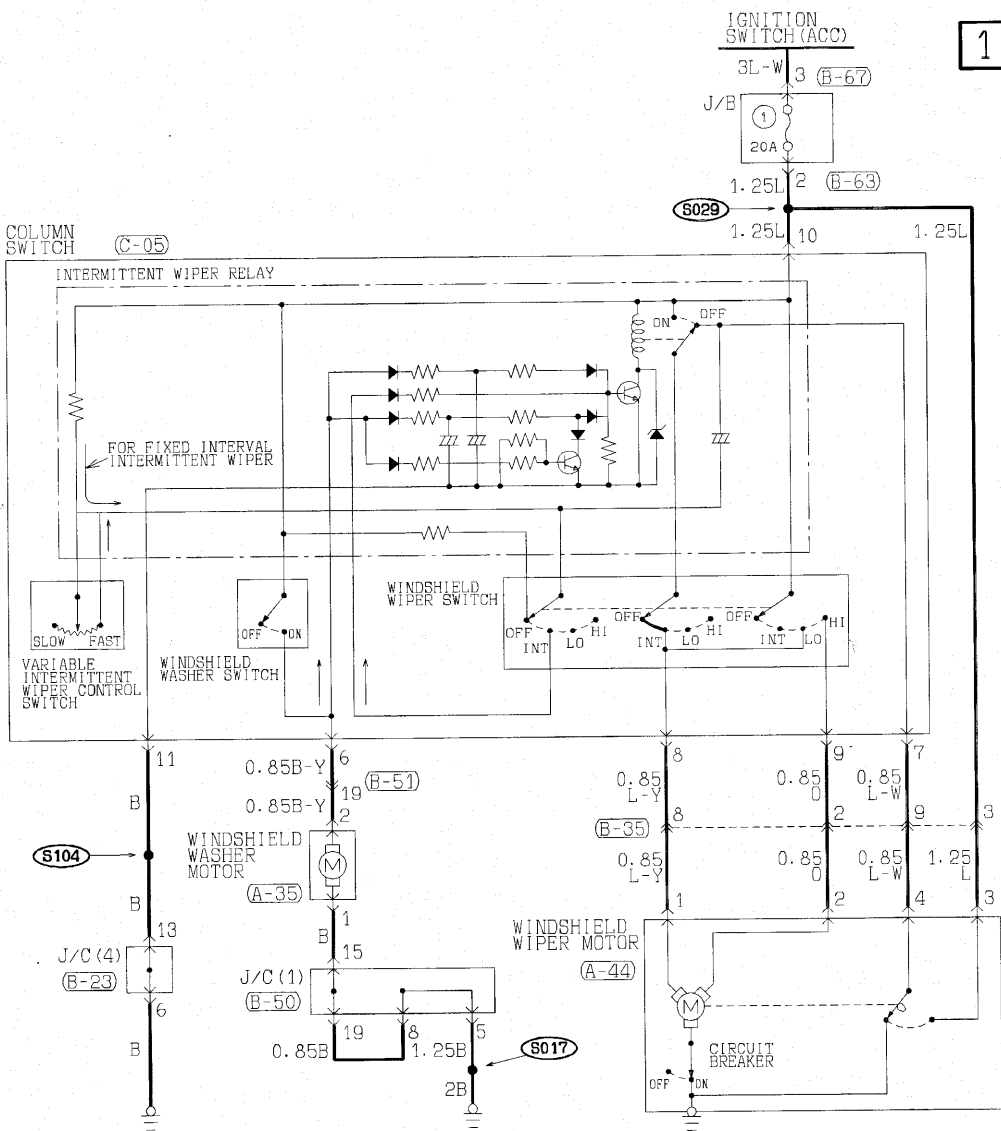 IGNITION
SWITCH(ACC)
1
3L-W 3 B-67
J/B
1
20A
1.25L 2 B-63
S029
1.25L 10 1.25L
COLUMN
SWITCH C-05
INTERMITTENT WIPER RELAY
ON OFF
FOR FIXED INTERVAL
INTERMITTENT WIPER
SLOW FAST
VARIABLE
INTERMITTENT
WIPER CONTROL
SWITCH
OFF ON
WINDSHIELD
WASHER SWITCH
WINDSHIELD
WIPER SWITCH
OFF INT LO HI
OFF INT LO HI
OFF INT LO HI
11 6 8 9 7
B
0.85B-Y
B-51
19
0.85B-Y
2
0.85
L-Y
0.85
O
0.85
L-W
8 2 9 3
B-35
0.85
L-Y
0.85
O
0.85
L-W
1.25
L
1 2 4 3
S104
WINDSHIELD
WASHER
MOTOR
M
A-35
B
13
1
B
15
J/C(4)
B-23
6
B
J/C(1)
B-50
19 8 5
0.85B 1.25B
S017
2B
WINDSHIELD
WIPER MOTOR
A-44
M
CIRCUIT
BREAKER
OFF ON